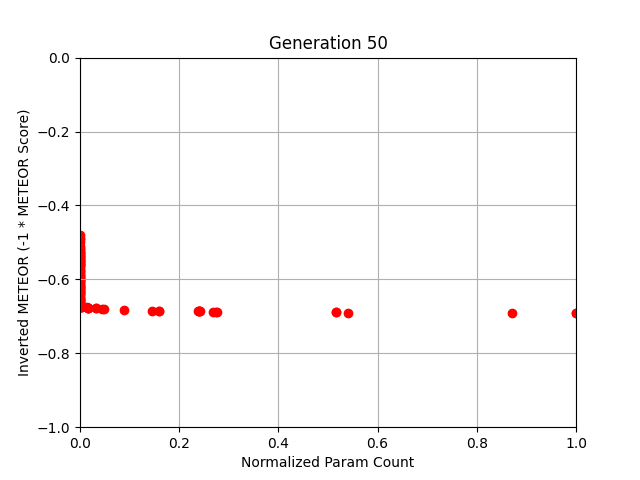 Generation 50
Inverted METEOR (-1 * METEOR Score)
0.0
−0.2
−0.4
−0.6
−0.8
−1.0
0.0 0.2 0.4 0.6 0.8 1.0
Normalized Param Count